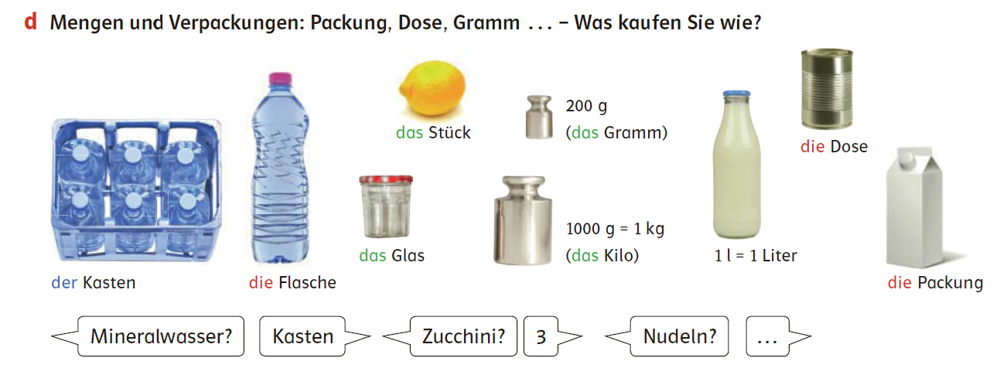 d Mengen und Verpackungen: Packung, Dose, Gramm ... – Was kaufen Sie wie?
das Stück
200 g
(das Gramm)
die Dose
das Glas
1000 g = 1 kg
(das Kilo)
1 l = 1 Liter
der Kasten
die Flasche
die Packung
Mineralwasser?
Kasten
Zucchini?
3
Nudeln?
...